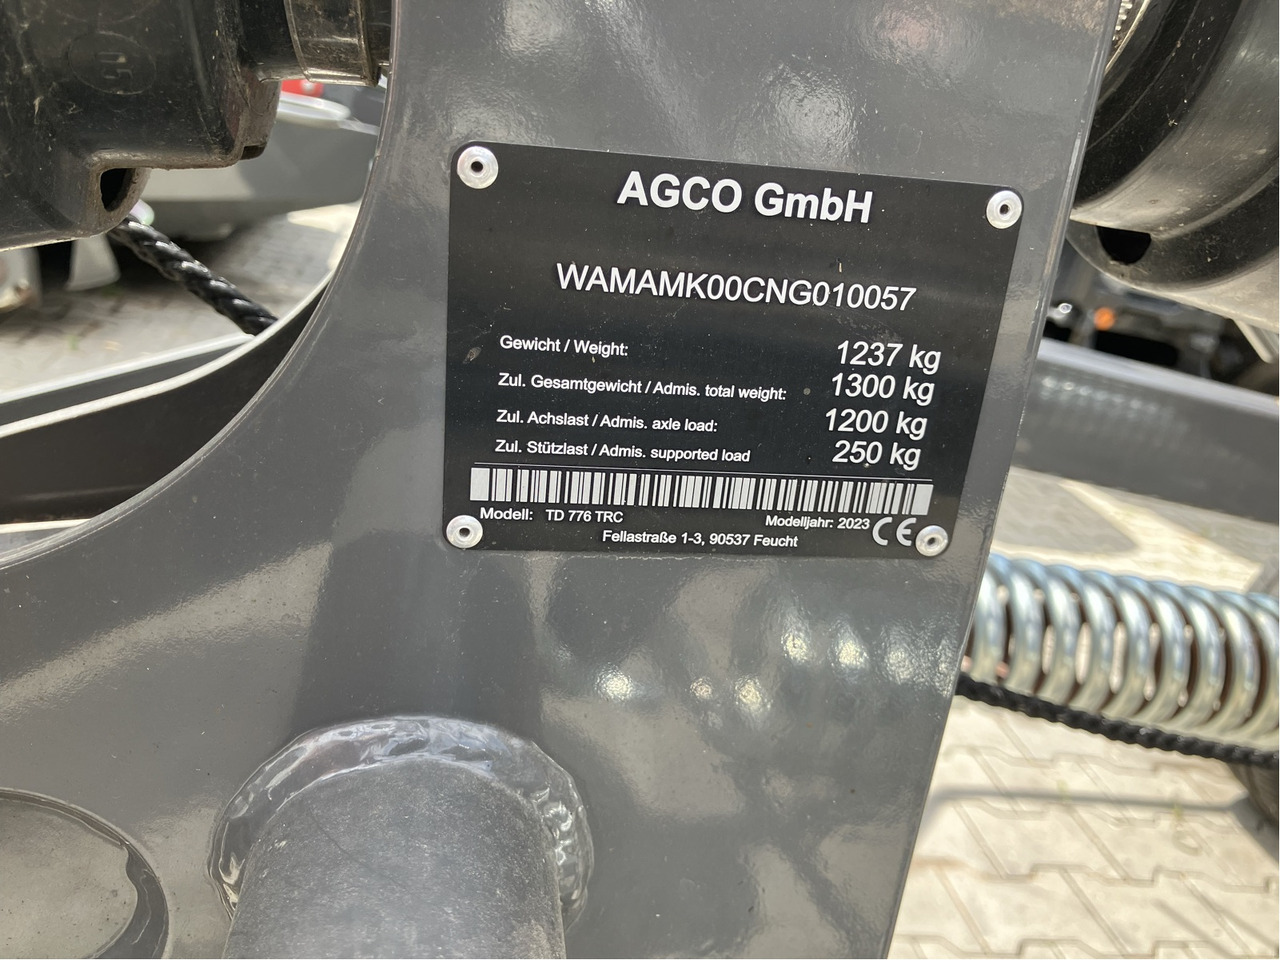 AGCO GmbH
WAMAMK00CNG010057
Gewicht / Weight: 1237 kg
Zul. Gesamtgewicht / Admis. total weight: 1300 kg
Zul. Achslast / Admis. axle load: 1200 kg
Zul. Stützlast / Admis. supported load 250 kg
Modell: TD 776 TRC Modelljahr: 2023 CE
Fellastraße 1-3, 90537 Feucht